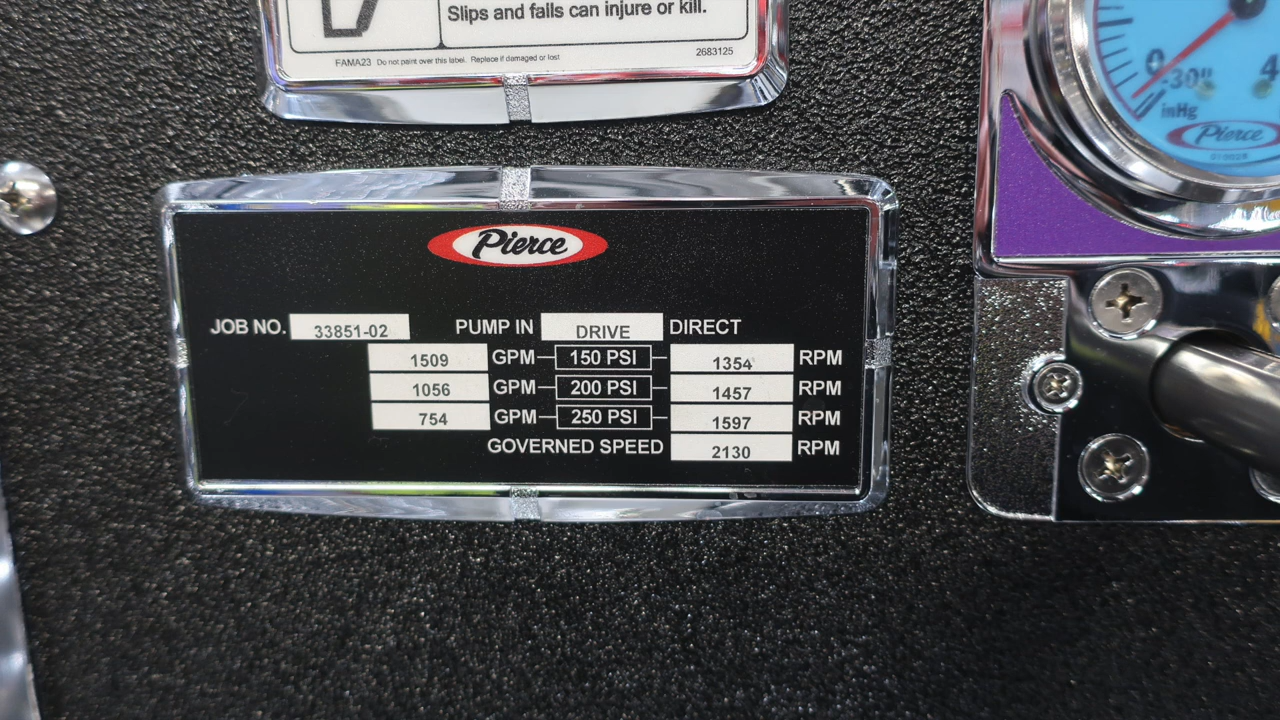 Slips and falls can injure or kill.
FAMA23 Do not paint over this label. Replace if damaged or lost 2683125
Pierce
JOB NO. 33851-02 PUMP IN DRIVE DIRECT
1509 GPM 150 PSI 1354 RPM
1056 GPM 200 PSI 1457 RPM
754 GPM 250 PSI 1597 RPM
GOVERNED SPEED 2130 RPM
0 4
-30"
inHg
Pierce